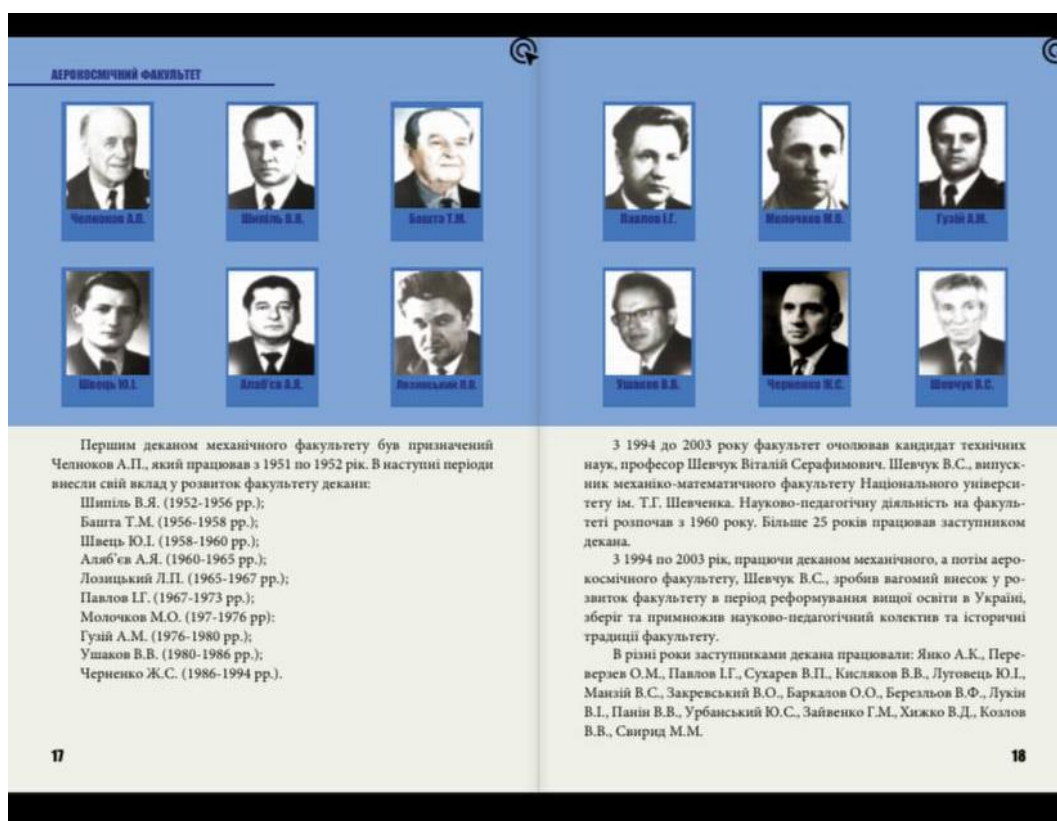 АЕРОКОСМІЧНИЙ ФАКУЛЬТЕТ
Челноков А.П.
Шипіль В.Я.
Башта Т.М.
Швець Ю.І.
Аляб'єв А.Я.
Лозицький Л.П.
Першим деканом механічного факультету був призначений
Челноков А.П., який працював з 1951 по 1952 рік. В наступні періоди
внесли свій вклад у розвиток факультету декани:
Шипіль В.Я. (1952-1956 рр.);
Башта Т.М. (1956-1958 рр.);
Швець Ю.І. (1958-1960 рр.);
Аляб'єв А.Я. (1960-1965 рр.);
Лозицький Л.П. (1965-1967 рр.);
Павлов І.Г. (1967-1973 рр.);
Молочков М.О. (197-1976 рр):
Гузій А.М. (1976-1980 рр.);
Ушаков В.В. (1980-1986 рр.);
Черненко Ж.С. (1986-1994 рр.).
17
Павлов І.Г.
Молочков М.О.
Гузій А.М.
Ушаков В.В.
Черненко Ж.С.
Шевчук В.С.
З 1994 до 2003 року факультет очолював кандидат технічних
наук, професор Шевчук Віталій Серафимович. Шевчук В.С., випуск-
ник механіко-математичного факультету Національного універси-
тету ім. Т.Г. Шевченка. Науково-педагогічну діяльність на факуль-
теті розпочав з 1960 року. Більше 25 років працював заступником
декана.
З 1994 по 2003 рік, працючи деканом механічного, а потім аеро-
космічного факультету, Шевчук В.С., зробив вагомий внесок у ро-
звиток факультету в період реформування вищої освіти в Україні,
зберіг та примножив науково-педагогічний колектив та історичні
традиції факультету.
В різні роки заступниками декана працювали: Янко А.К., Пере-
верзев О.М., Павлов І.Г., Сухарев В.П., Кисляков В.В., Луговець Ю.І.,
Манзій В.С., Закревський В.О., Баркалов О.О., Березльов В.Ф., Лукін
В.І., Панін В.В., Урбанський Ю.С., Зайвенко Г.М., Хижко В.Д., Козлов
В.В., Свирид М.М.
18